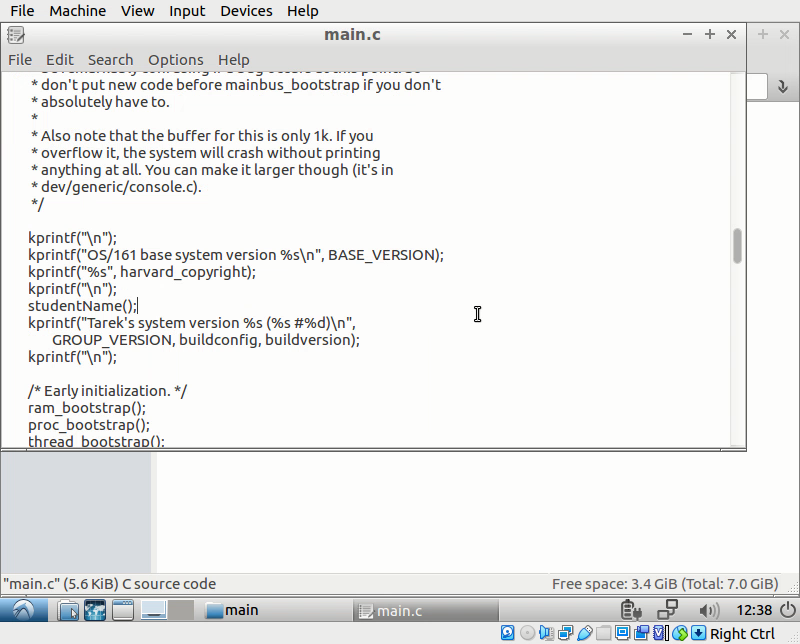 File Machine View Input Devices Help
main.c
File Edit Search Options Help
* don't put new code before mainbus_bootstrap if you don't
* absolutely have to.
*
* Also note that the buffer for this is only 1k. If you
* overflow it, the system will crash without printing
* anything at all. You can make it larger though (it's in
* dev/generic/console.c).
*/
kprintf("\n");
kprintf("OS/161 base system version %s\n", BASE_VERSION);
kprintf("%s", harvard_copyright);
kprintf("\n");
studentName();
kprintf("Tarek's system version %s (%s #%d)\n",
GROUP_VERSION, buildconfig, buildversion);
kprintf("\n");
/* Early initialization. */
ram_bootstrap();
proc_bootstrap();
thread_bootstrap();
"main.c" (5.6 KiB) C source code Free space: 3.4 GiB (Total: 7.0 GiB)
main main.c 12:38
Right Ctrl